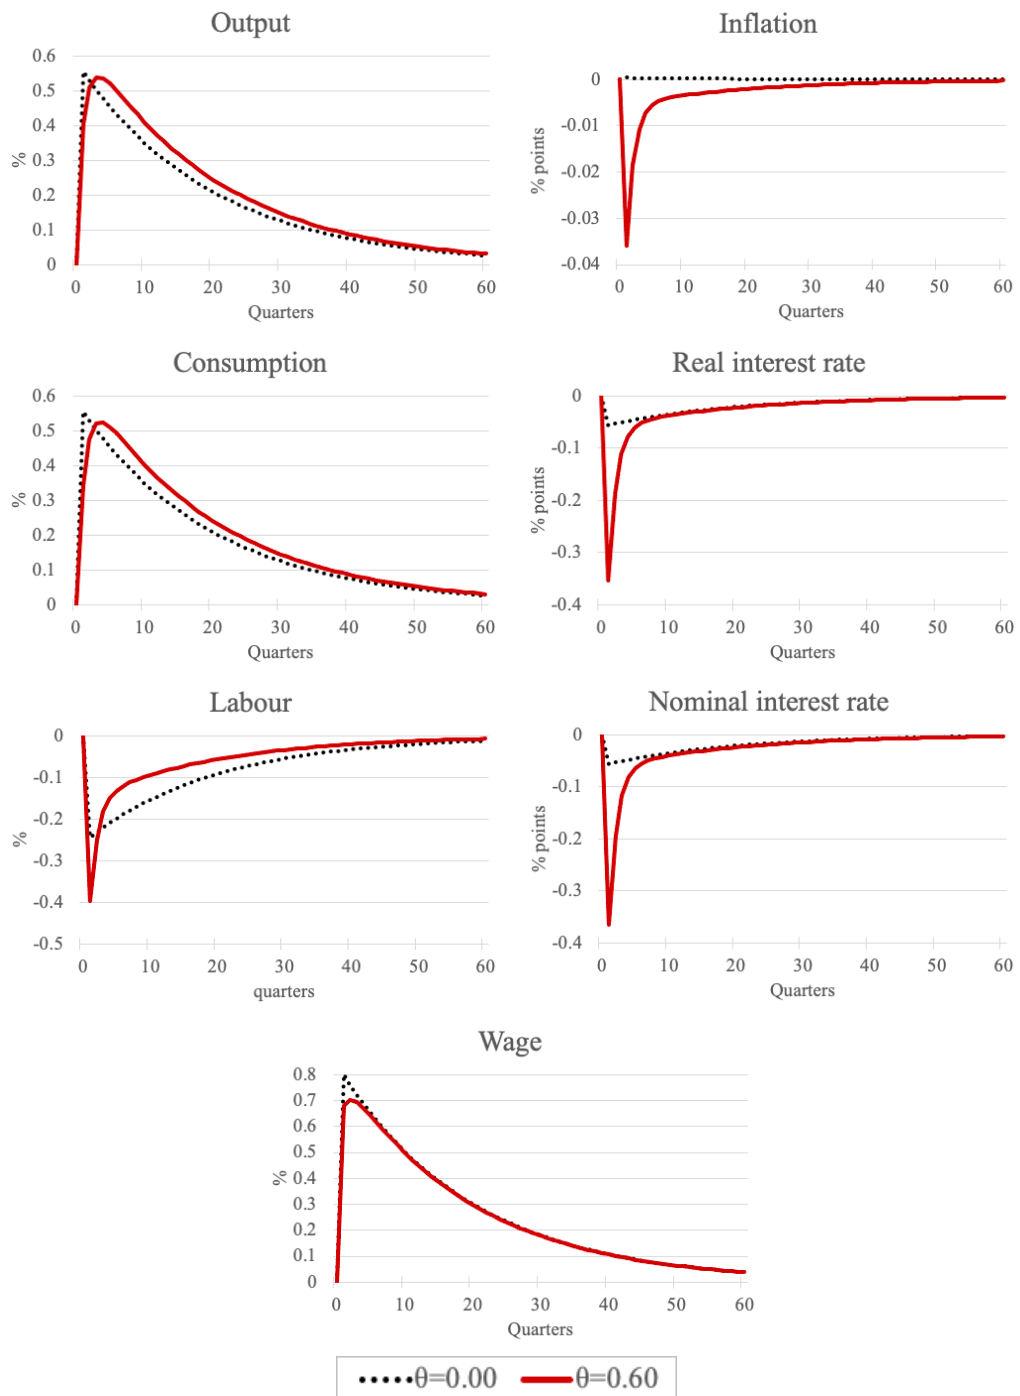 Output
0.6
0.5
0.4
0.3
0.2
0.1
0
%
0 10 20 30 40 50 60
Quarters
Inflation
0
-0.01
-0.02
-0.03
-0.04
% points
0 10 20 30 40 50 60
Quarters
Consumption
0.6
0.5
0.4
0.3
0.2
0.1
0
%
0 10 20 30 40 50 60
Quarters
Real interest rate
0
-0.1
-0.2
-0.3
-0.4
% points
0 10 20 30 40 50 60
Quarters
Labour
0
-0.1
-0.2
-0.3
-0.4
-0.5
%
0 10 20 30 40 50 60
quarters
Nominal interest rate
0
-0.1
-0.2
-0.3
-0.4
% points
0 10 20 30 40 50 60
Quarters
Wage
0.8
0.7
0.6
0.5
0.4
0.3
0.2
0.1
0
%
0 10 20 30 40 50 60
Quarters
θ=0.00 θ=0.60